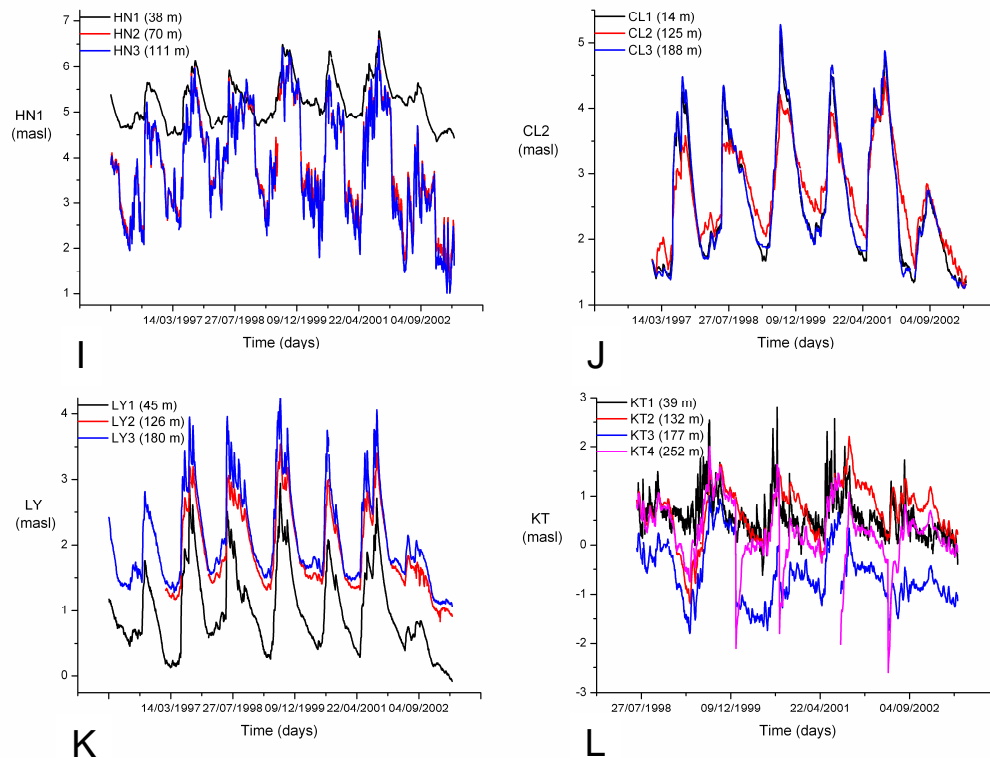 HN1 (38 m)
HN2 (70 m)
HN3 (111 m)
7
6
5
4
3
2
1
HN1
(masl)
14/03/1997 27/07/1998 09/12/1999 22/04/2001 04/09/2002
Time (days)
I
CL1 (14 m)
CL2 (125 m)
CL3 (188 m)
5
4
3
2
1
CL2
(masl)
14/03/1997 27/07/1998 09/12/1999 22/04/2001 04/09/2002
Time (days)
J
LY1 (45 m)
LY2 (126 m)
LY3 (180 m)
4
3
2
1
0
LY
(masl)
14/03/1997 27/07/1998 09/12/1999 22/04/2001 04/09/2002
Time (days)
K
KT1 (39 m)
KT2 (132 m)
KT3 (177 m)
KT4 (252 m)
3
2
1
0
-1
-2
-3
KT
(masl)
27/07/1998 09/12/1999 22/04/2001 04/09/2002
Time (days)
L